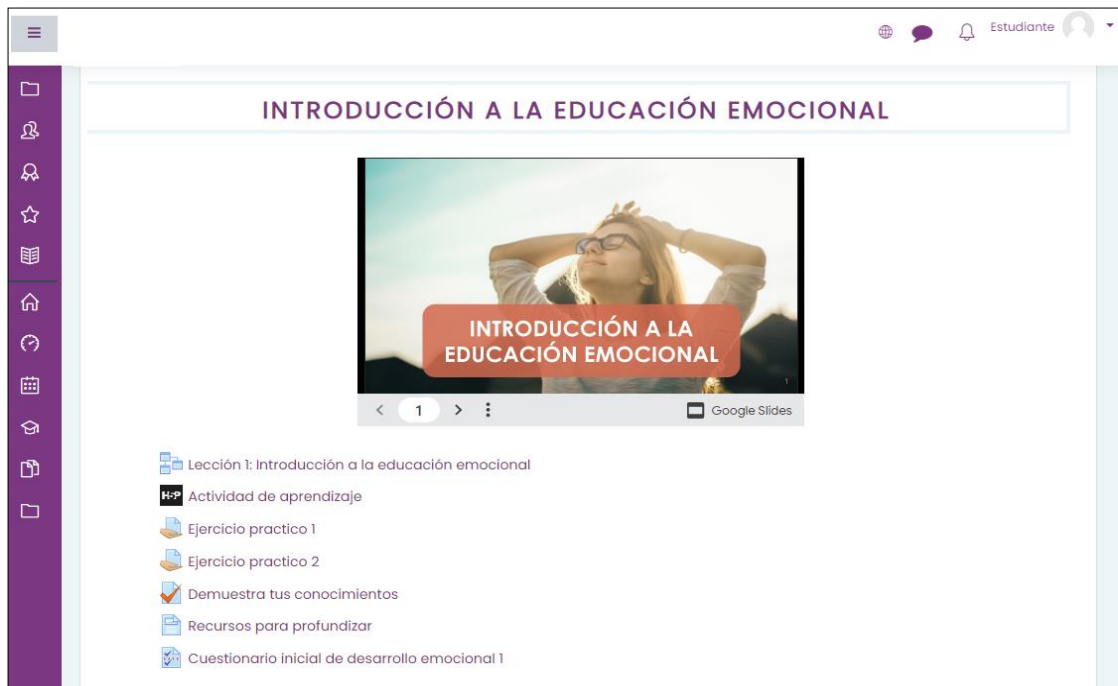 Estudiante
INTRODUCCIÓN A LA EDUCACIÓN EMOCIONAL
INTRODUCCIÓN A LA
EDUCACIÓN EMOCIONAL
1
1
Google Slides
Lección 1: Introducción a la educación emocional
H-P Actividad de aprendizaje
Ejercicio practico 1
Ejercicio practico 2
Demuestra tus conocimientos
Recursos para profundizar
Cuestionario inicial de desarrollo emocional 1